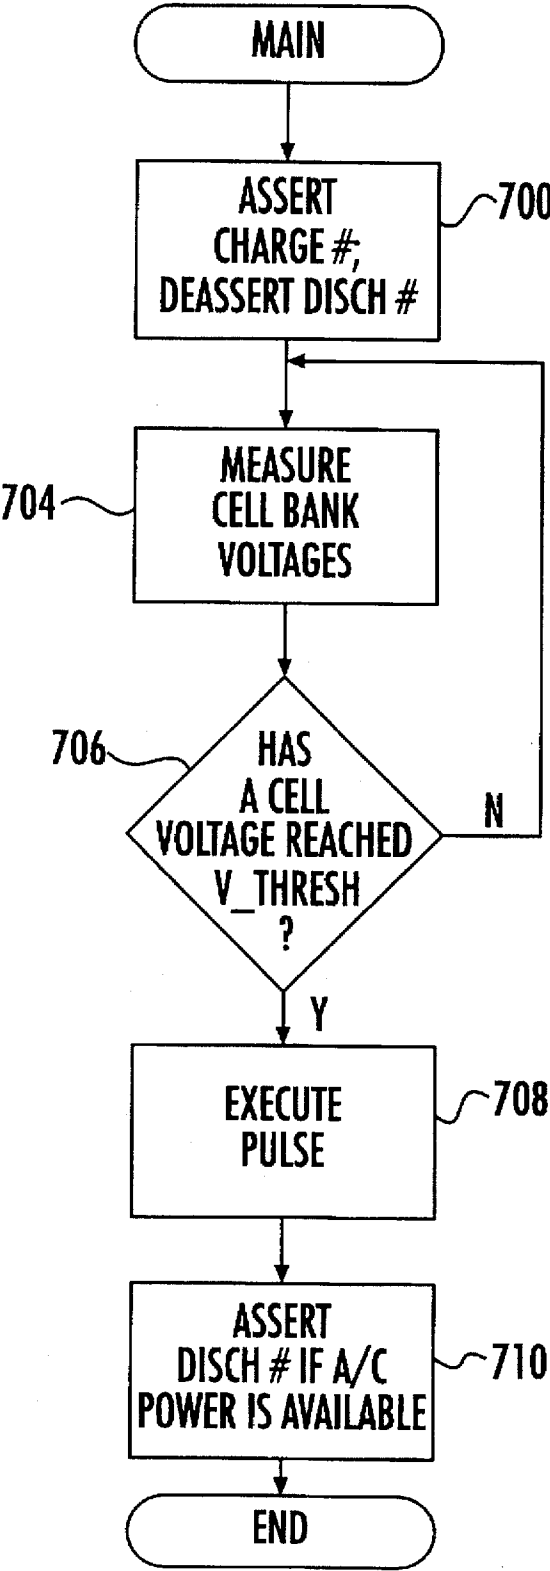 MAIN
ASSERT
CHARGE #;
DEASSERT DISCH #
700
MEASURE
CELL BANK
VOLTAGES
704
706
HAS
A CELL
VOLTAGE REACHED
V_THRESH
?
N
Y
EXECUTE
PULSE
708
ASSERT
DISCH # IF A/C
POWER IS AVAILABLE
710
END